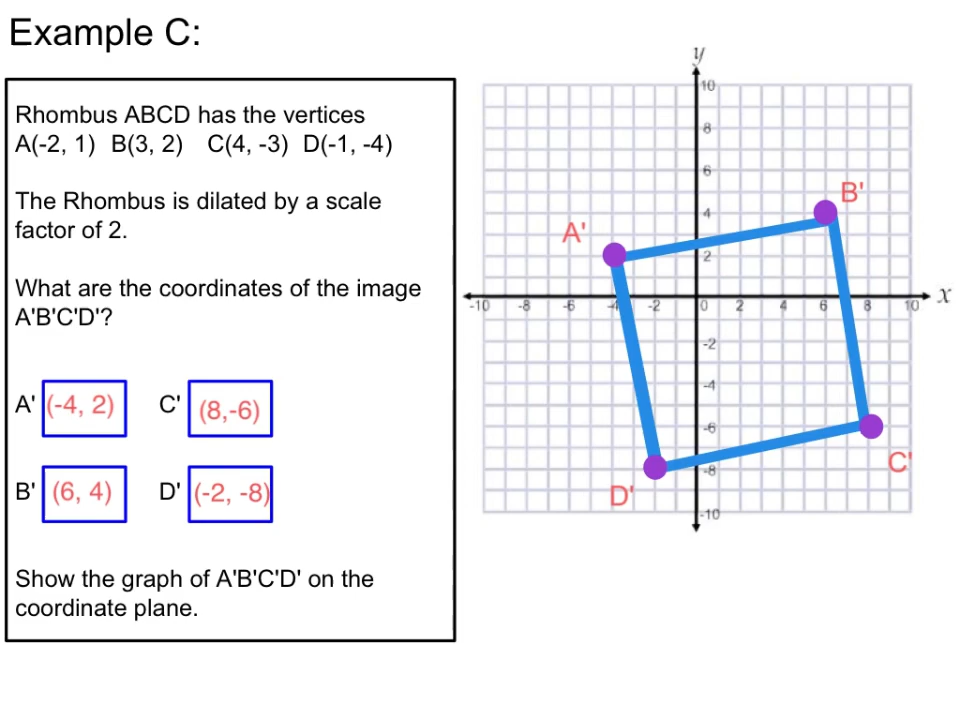 Example C:
Rhombus ABCD has the vertices
A(-2, 1) B(3, 2) C(4, -3) D(-1, -4)
The Rhombus is dilated by a scale
factor of 2.
What are the coordinates of the image
A'B'C'D'?
A' (-4, 2) C' (8,-6)
B' (6, 4) D' (-2, -8)
Show the graph of A'B'C'D' on the
coordinate plane.
y
10
8
B'
6
4
A'
2
-10 -8 -6 -4 -2 0 2 4 6 8 10 x
-2
-4
-6
C'
-8
D'
-10